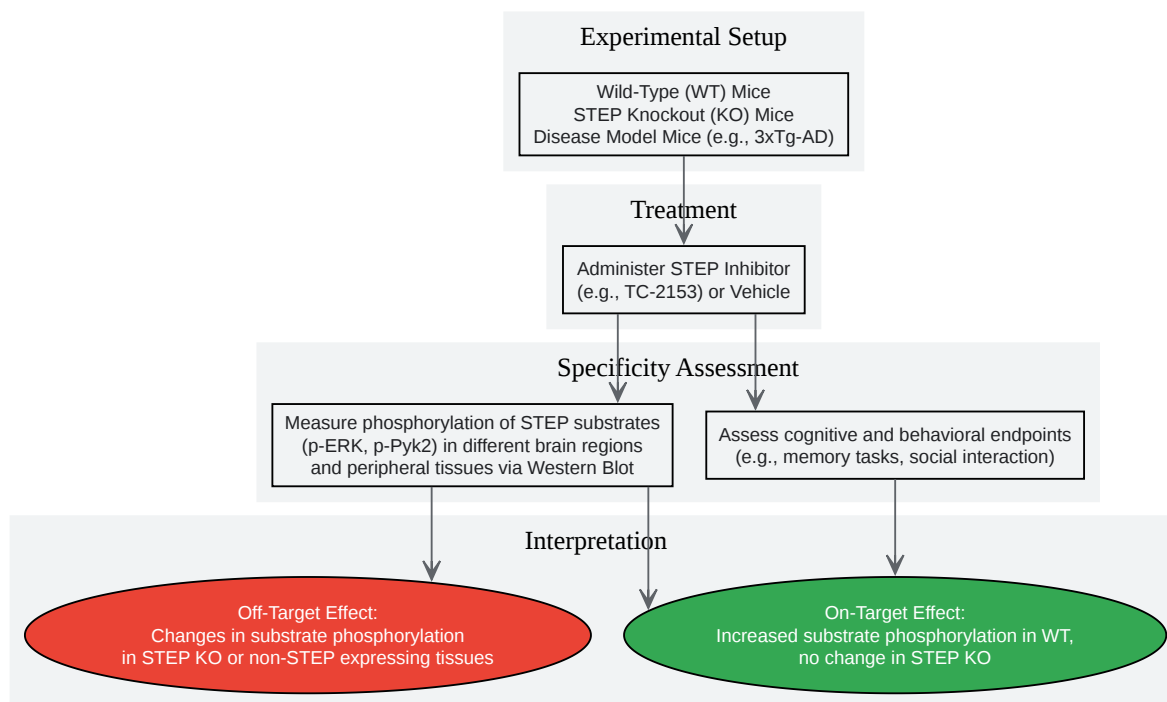 Experimental Setup
Wild-Type (WT) Mice
STEP Knockout (KO) Mice
Disease Model Mice (e.g., 3xTg-AD)
Treatment
Administer STEP Inhibitor
(e.g., TC-2153) or Vehicle
Specificity Assessment
Measure phosphorylation of STEP substrates
(p-ERK, p-Pyk2) in different brain regions
and peripheral tissues via Western Blot
Assess cognitive and behavioral endpoints
(e.g., memory tasks, social interaction)
Interpretation
Off-Target Effect:
Changes in substrate phosphorylation
in STEP KO or non-STEP expressing tissues
On-Target Effect:
Increased substrate phosphorylation in WT,
no change in STEP KO